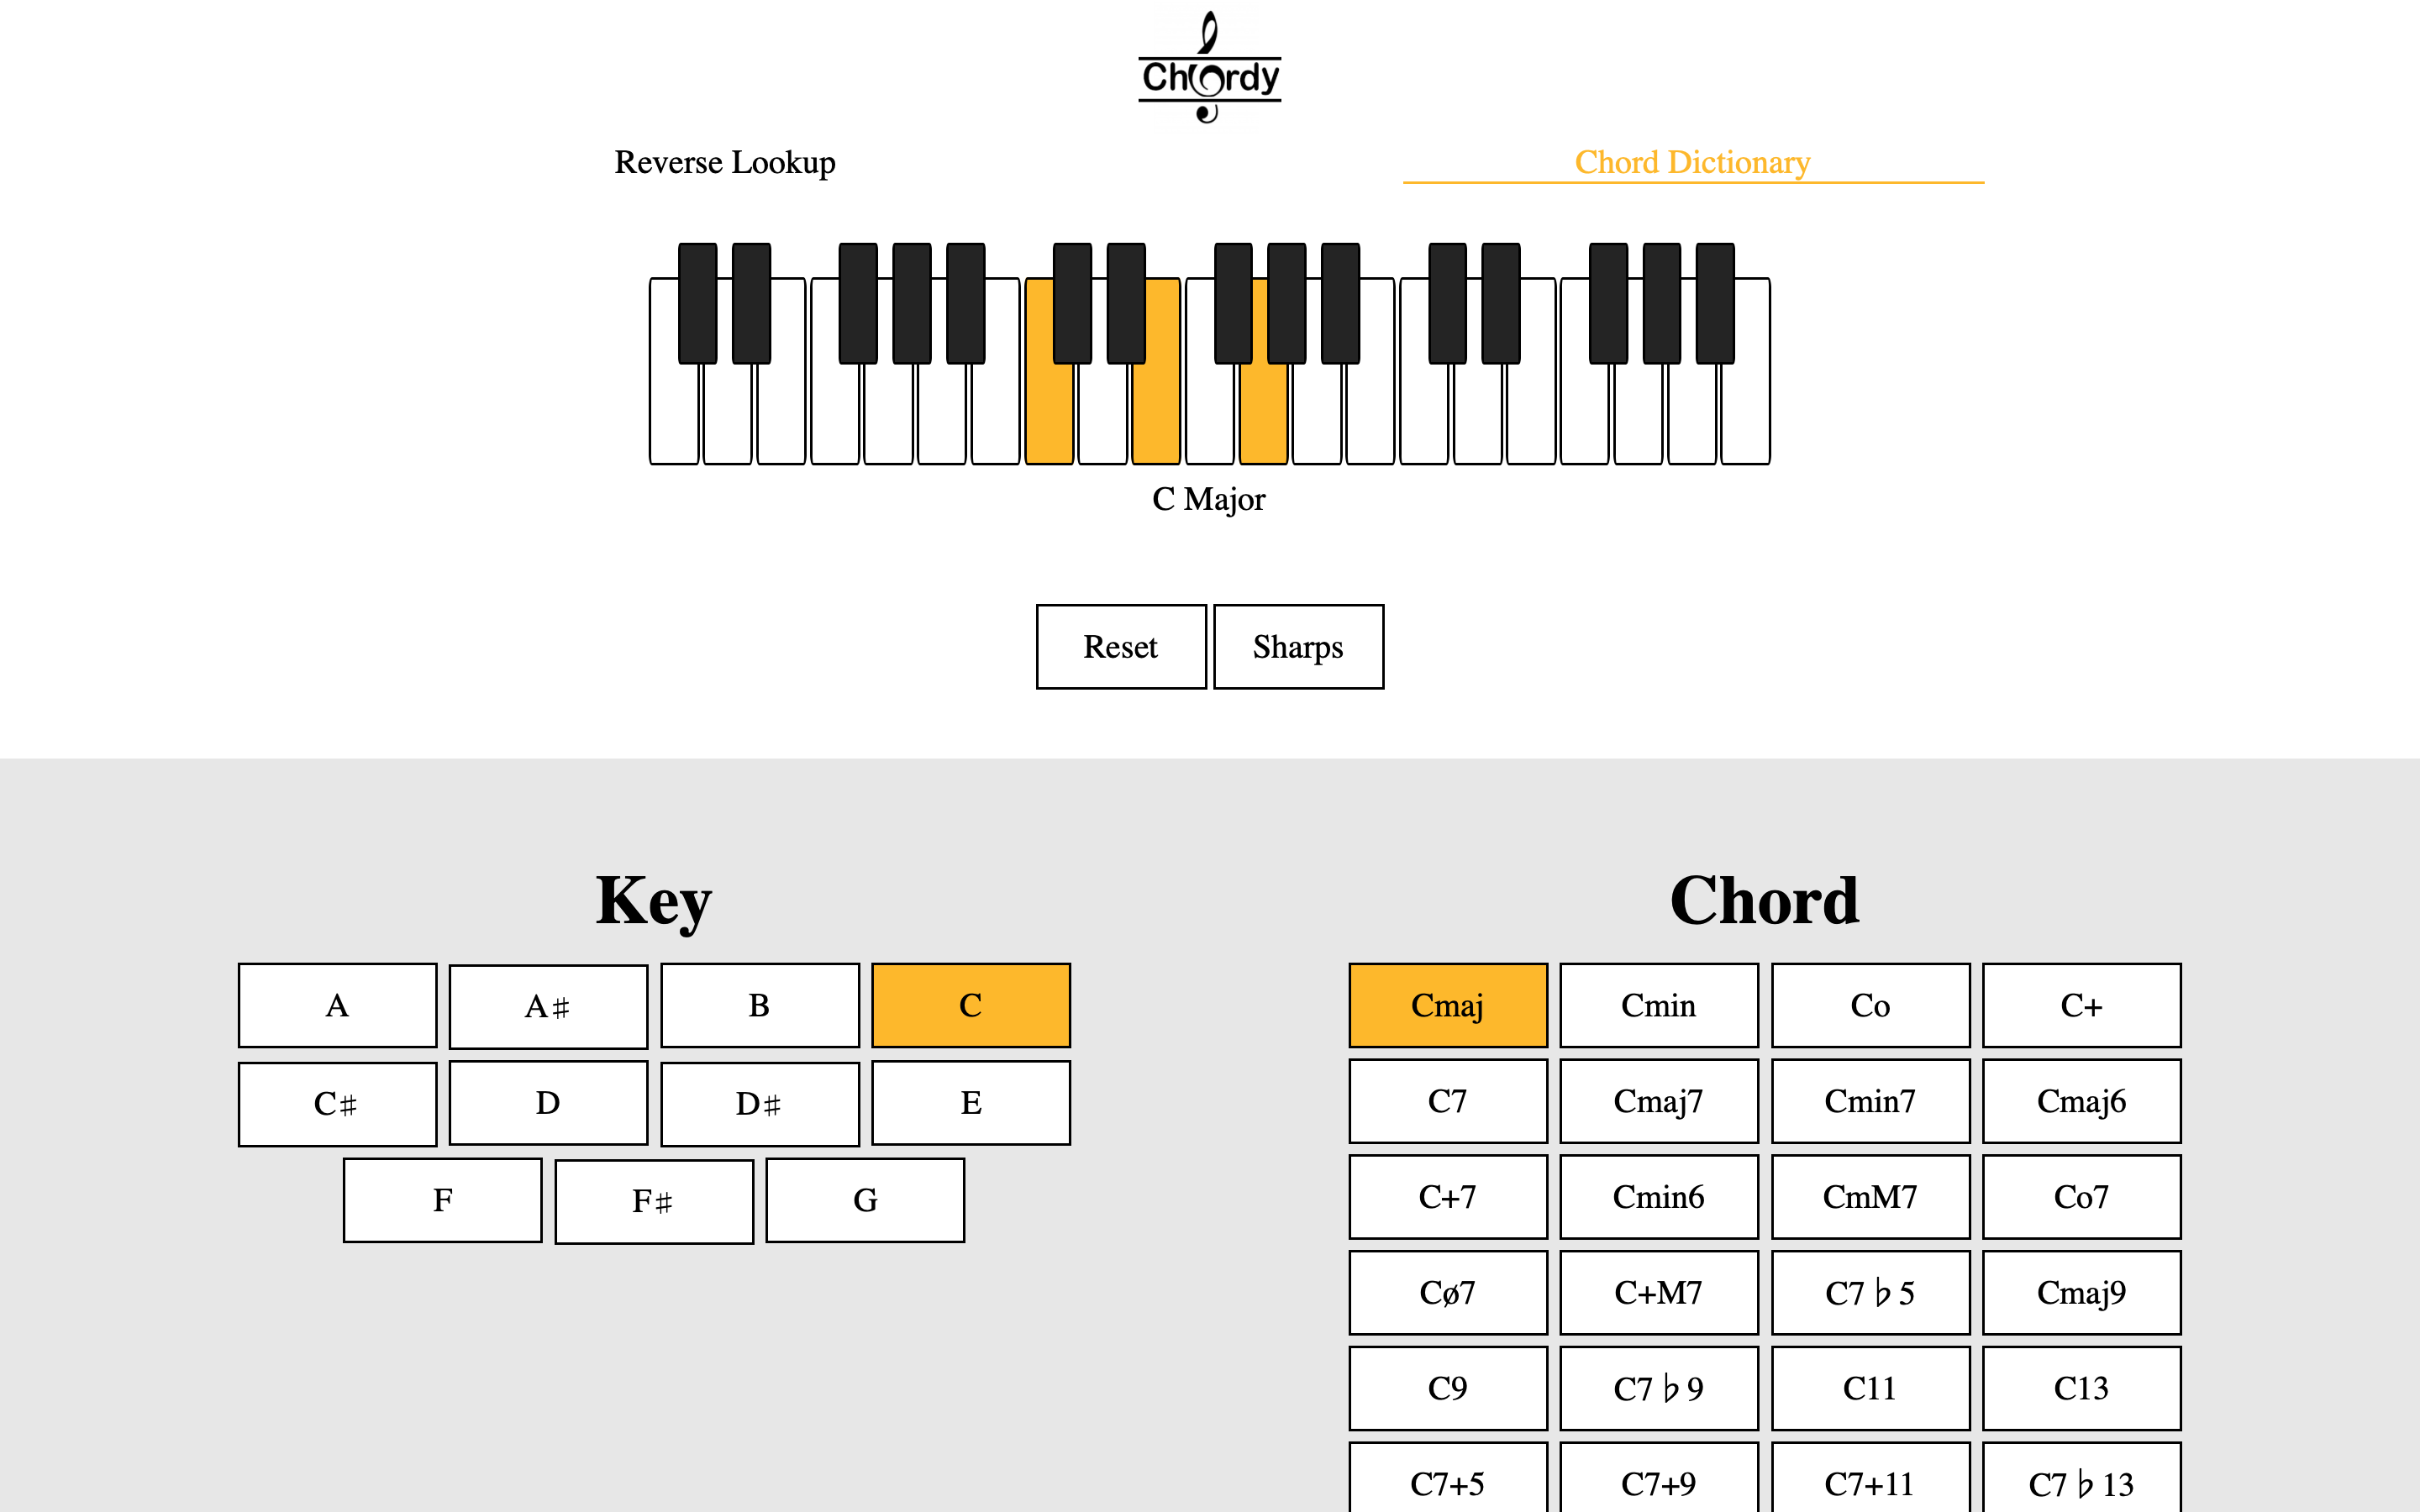 Chordy
Reverse Lookup
Chord Dictionary
C Major
Reset
Sharps
Key
A
A♯
B
C
C♯
D
D♯
E
F
F♯
G
Chord
Cmaj
Cmin
Co
C+
C7
Cmaj7
Cmin7
Cmaj6
C+7
Cmin6
CmM7
Co7
Cø7
C+M7
C7♭5
Cmaj9
C9
C7♭9
C11
C13
C7+5
C7+9
C7+11
C7♭13